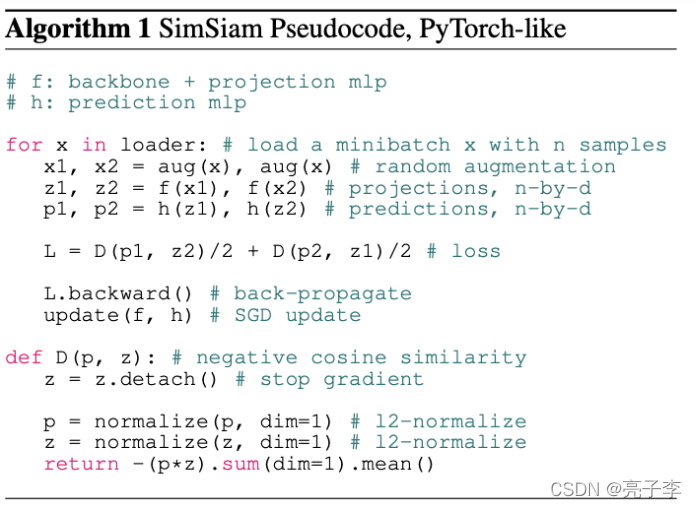 Algorithm 1 SimSiam Pseudocode, PyTorch-like
# f: backbone + projection mlp
# h: prediction mlp
for x in loader: # load a minibatch x with n samples
x1, x2 = aug(x), aug(x) # random augmentation
z1, z2 = f(x1), f(x2) # projections, n-by-d
p1, p2 = h(z1), h(z2) # predictions, n-by-d
L = D(p1, z2)/2 + D(p2, z1)/2 # loss
L.backward() # back-propagate
update(f, h) # SGD update
def D(p, z): # negative cosine similarity
z = z.detach() # stop gradient
p = normalize(p, dim=1) # l2-normalize
z = normalize(z, dim=1) # l2-normalize
return -(p*z).sum(dim=1).mean()
CSDN @亮子李